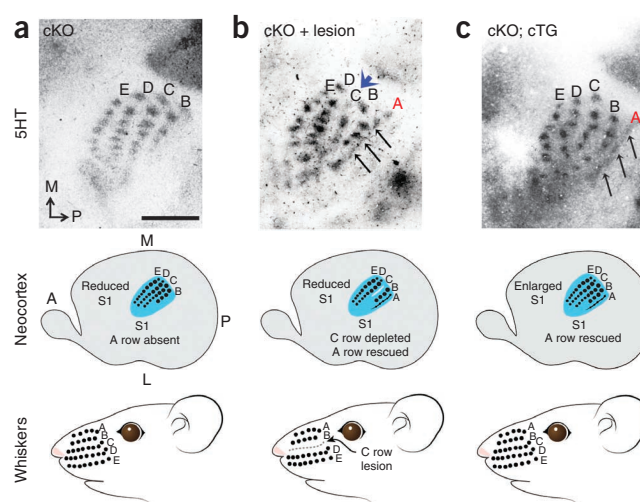 a cKO
b cKO + lesion
c cKO; cTG
5HT
E D C B
M
P
E D C B A
E D C B A
Neocortex
M
A
Reduced
S1
E D C B
P
S1
A row absent
L
Reduced
S1
E D C B A
S1
C row depleted
A row rescued
Enlarged
S1
E D C B A
S1
A row rescued
Whiskers
A
B
C
D
E
A
B
D
E
C row
lesion
A
B
C
D
E